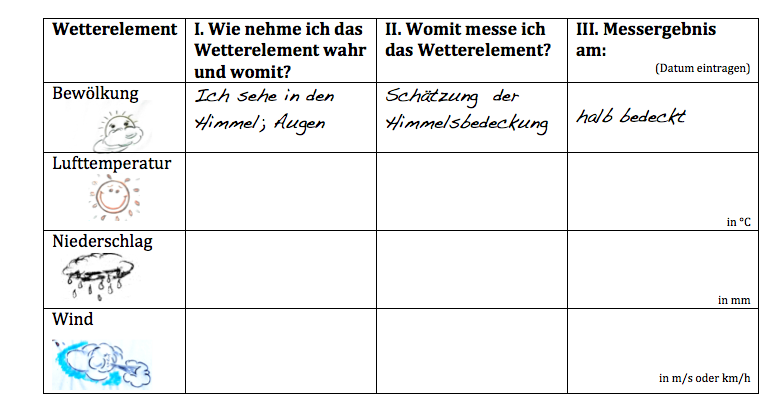 Wetterelement
I. Wie nehme ich das
Wetterelement wahr
und womit?
II. Womit messe ich
das Wetterelement?
III. Messergebnis
am:
(Datum eintragen)
Bewölkung
Ich sehe in den
Himmel; Augen
Schätzung der
Himmelsbedeckung
halb bedeckt
Lufttemperatur
in °C
Niederschlag
in mm
Wind
in m/s oder km/h